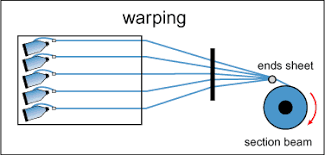 warping
ends sheet
section beam